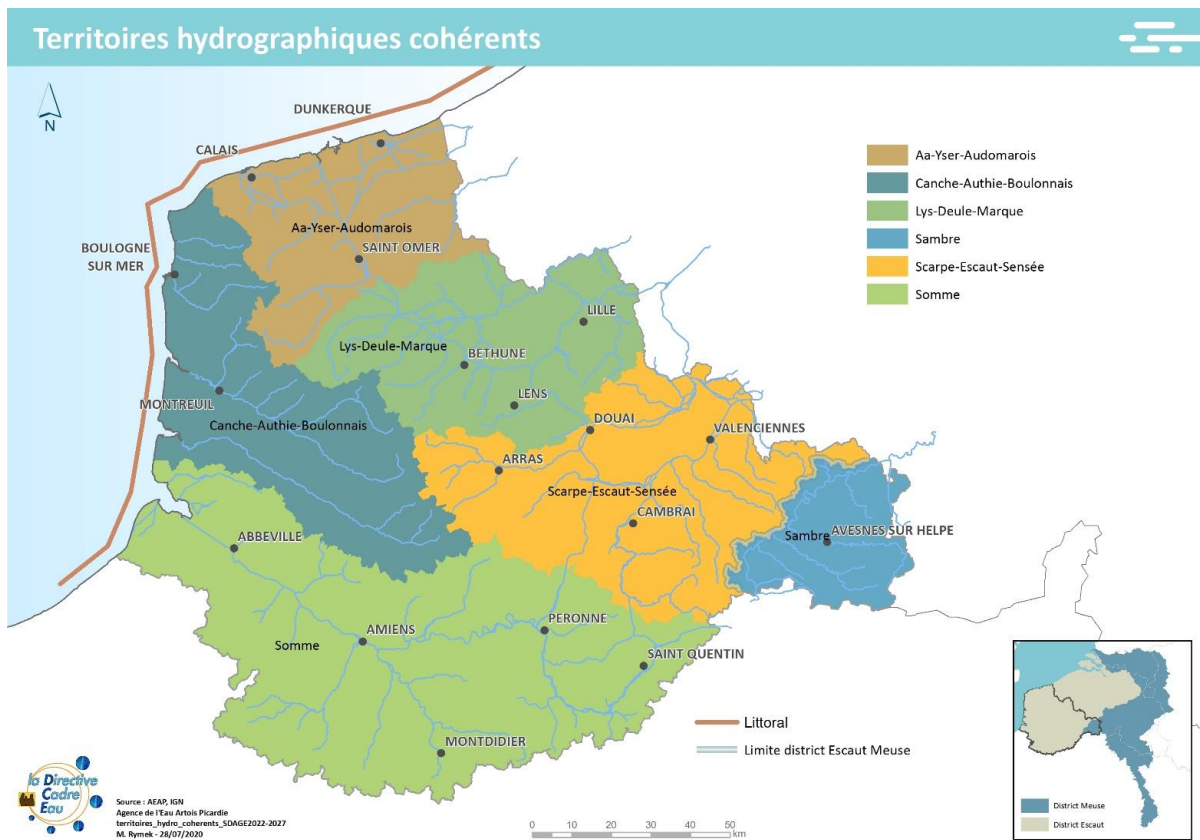 Territoires hydrographiques cohérents
N
DUNKERQUE
CALAIS
Aa-Yser-Audomarois
Canche-Authie-Boulonnais
Lys-Deule-Marque
Sambre
Scarpe-Escaut-Sensée
Somme
Aa-Yser-Audomarois
SAINT OMER
BOULOGNE
SUR MER
LILLE
Lys-Deule-Marque
BETHUNE
LENS
MONTREUIL
Canche-Authie-Boulonnais
DOUAI
VALENCIENNES
ARRAS
Scarpe-Escaut-Sensée
CAMBRAI
Sambre
AVESNES SUR HELPE
ABBEVILLE
PERONNE
AMIENS
Somme
SAINT QUENTIN
MONTDIDIER
Littoral
Limite district Escaut Meuse
District Meuse
District Escaut
la Directive
Cadre
Eau
Source : AEAP, IGN
Agence de l'Eau Artois Picardie
territoires_hydro_coherents_SDAGE2022-2027
M. Rymek - 28/07/2020
0 10 20 30 40 50
km